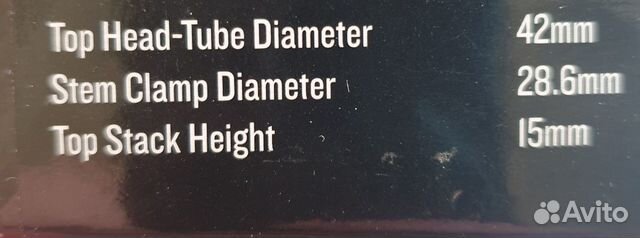 Top Head-Tube Diameter 42mm
Stem Clamp Diameter 28.6mm
Top Stack Height 15mm
Avito